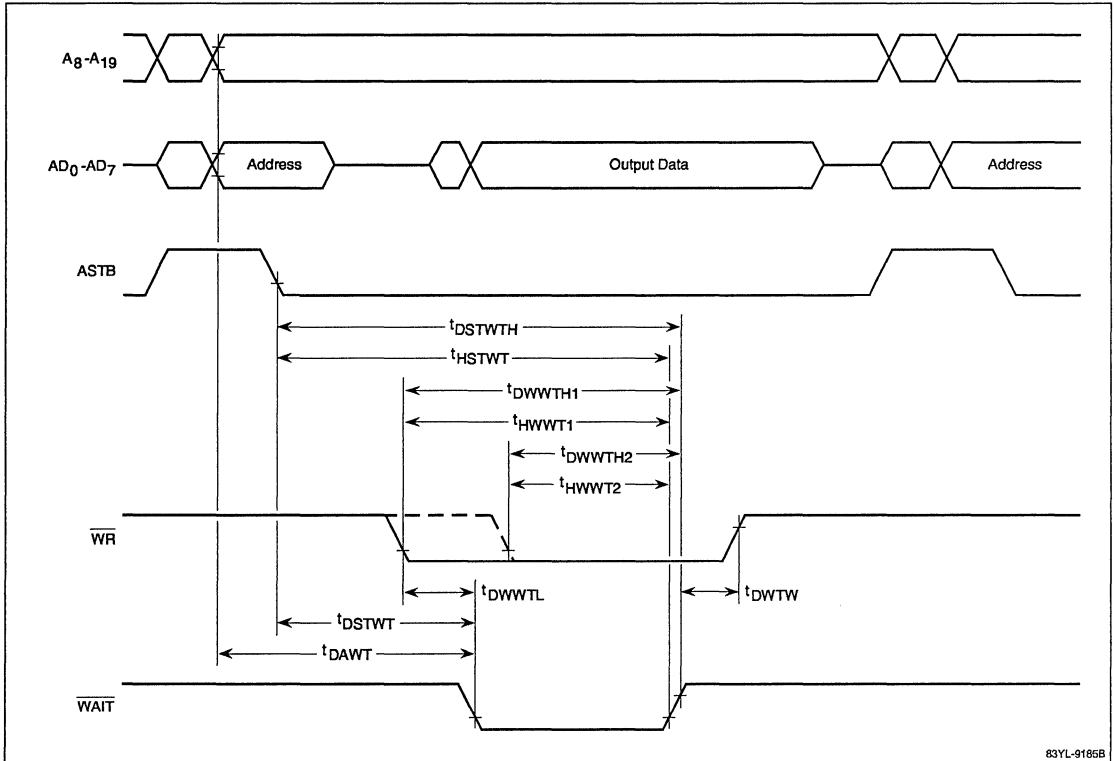 A8-A19
AD0-AD7 Address Output Data Address
ASTB
tDSTWTH
tHSTWT
tDWWTH1
tHWWT1
tDWWTH2
tHWWT2
WR
tDWWTL tDWTW
tDSTWT
tDAWT
WAIT
83YL-9185B